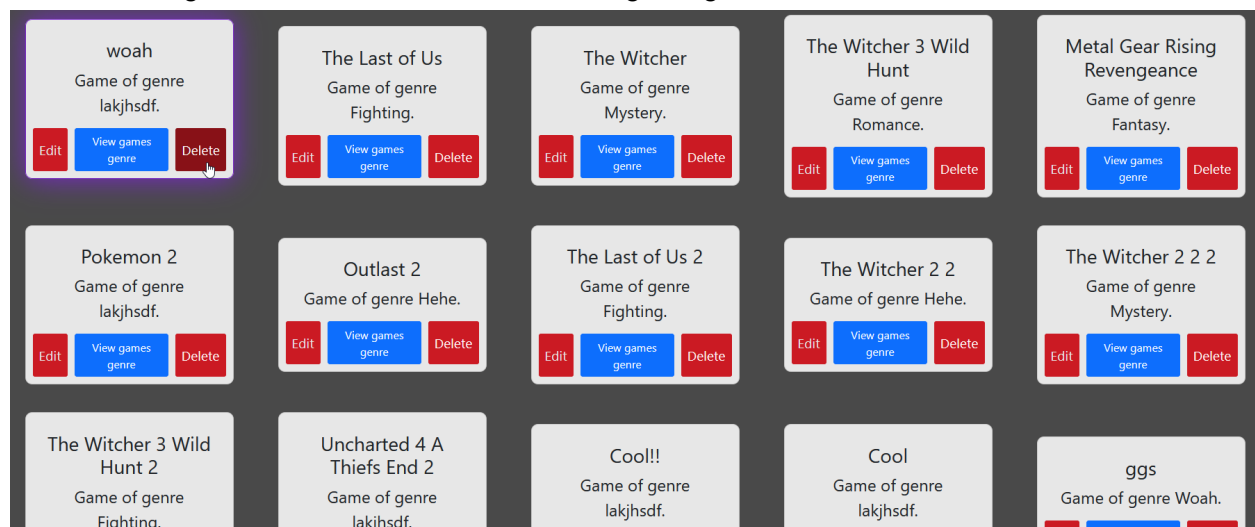 woah
Game of genre
lakjhsdf.
Edit
View games
genre
Delete
The Last of Us
Game of genre
Fighting.
Edit
View games
genre
Delete
The Witcher
Game of genre
Mystery.
Edit
View games
genre
Delete
The Witcher 3 Wild
Hunt
Game of genre
Romance.
Edit
View games
genre
Delete
Metal Gear Rising
Revengeance
Game of genre
Fantasy.
Edit
View games
genre
Delete
Pokemon 2
Game of genre
lakjhsdf.
Edit
View games
genre
Delete
Outlast 2
Game of genre Hehe.
Edit
View games
genre
Delete
The Last of Us 2
Game of genre
Fighting.
Edit
View games
genre
Delete
The Witcher 2 2
Game of genre Hehe.
Edit
View games
genre
Delete
The Witcher 2 2 2
Game of genre
Mystery.
Edit
View games
genre
Delete
The Witcher 3 Wild
Hunt 2
Game of genre
Fighting.
Uncharted 4 A
Thiefs End 2
Game of genre
lakjhsdf.
Cool!!
Game of genre
lakjhsdf.
Cool
Game of genre
lakjhsdf.
ggs
Game of genre Woah.